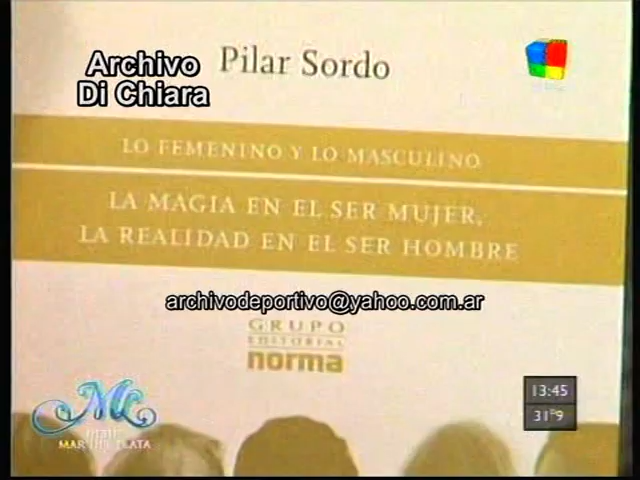 Archivo
Di Chiara
Pilar Sordo
LO FEMENINO Y LO MASCULINO
LA MAGIA EN EL SER MUJER,
LA REALIDAD EN EL SER HOMBRE
archivodeportivo@yahoo.com.ar
GRUPO
EDITORIAL
norma
MAR DEL PLATA
13:45
31°9